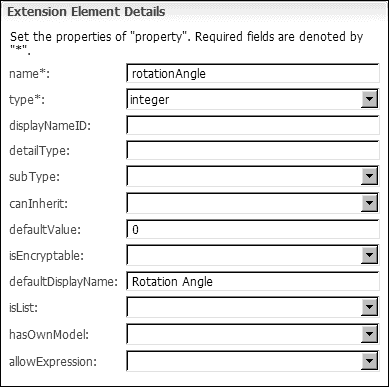 Extension Element Details
Set the properties of "property". Required fields are denoted by
"*".
name*: rotationAngle
type*: integer
displayNameID:
detailType:
subType:
canInherit:
defaultValue: 0
isEncryptable:
defaultDisplayName: Rotation Angle
isList:
hasOwnModel:
allowExpression: